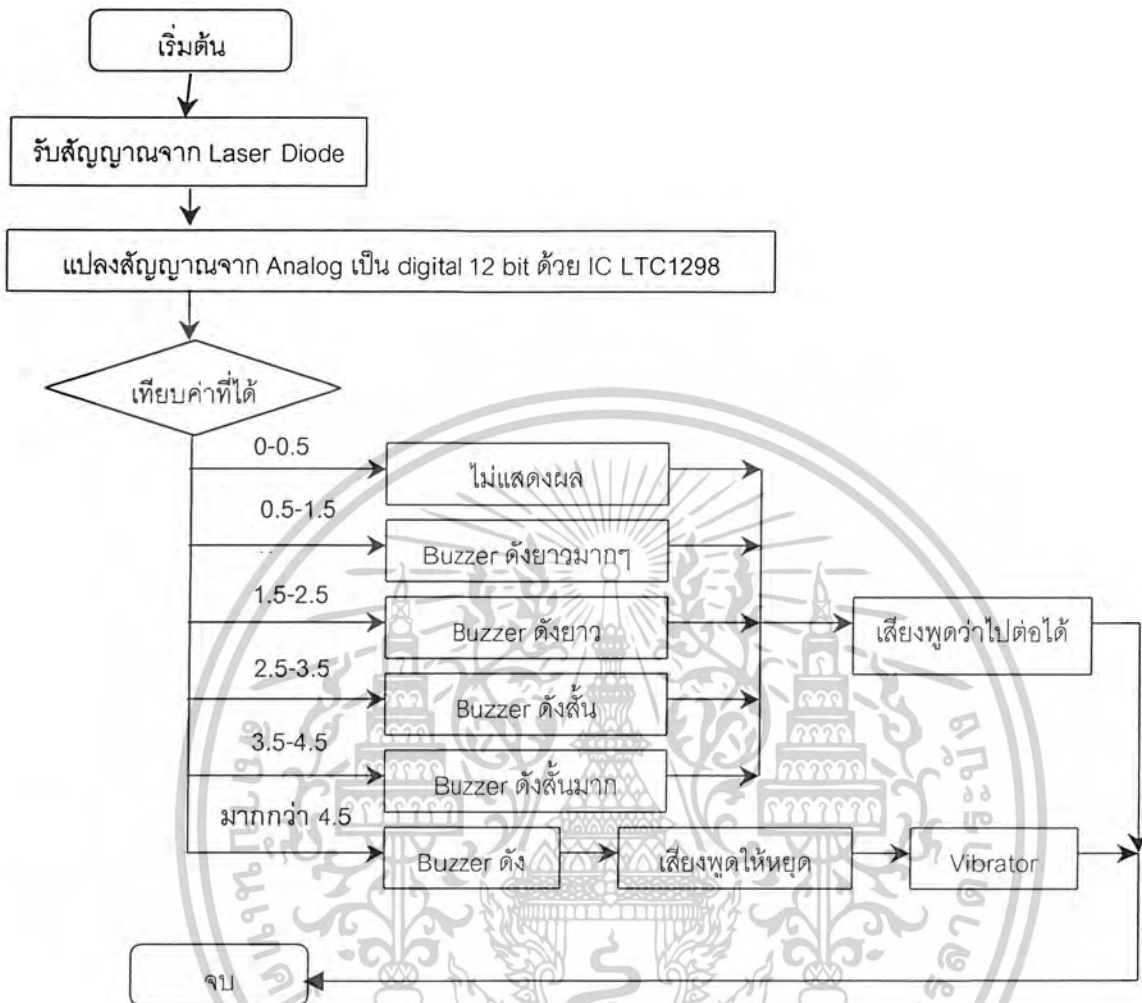 เริ่มต้น
รับสัญญาณจาก Laser Diode
แปลงสัญญาณจาก Analog เป็น digital 12 bit ด้วย IC LTC1298
เทียบค่าที่ได้
0-0.5
ไม่แสดงผล
0.5-1.5
Buzzer ดังยาวมากๆ
1.5-2.5
Buzzer ดังยาว
เสียงพูดว่าไปต่อได้
2.5-3.5
Buzzer ดังสั้น
3.5-4.5
Buzzer ดังสั้นมาก
มากกว่า 4.5
Buzzer ดัง
เสียงพูดให้หยุด
Vibrator
จบ